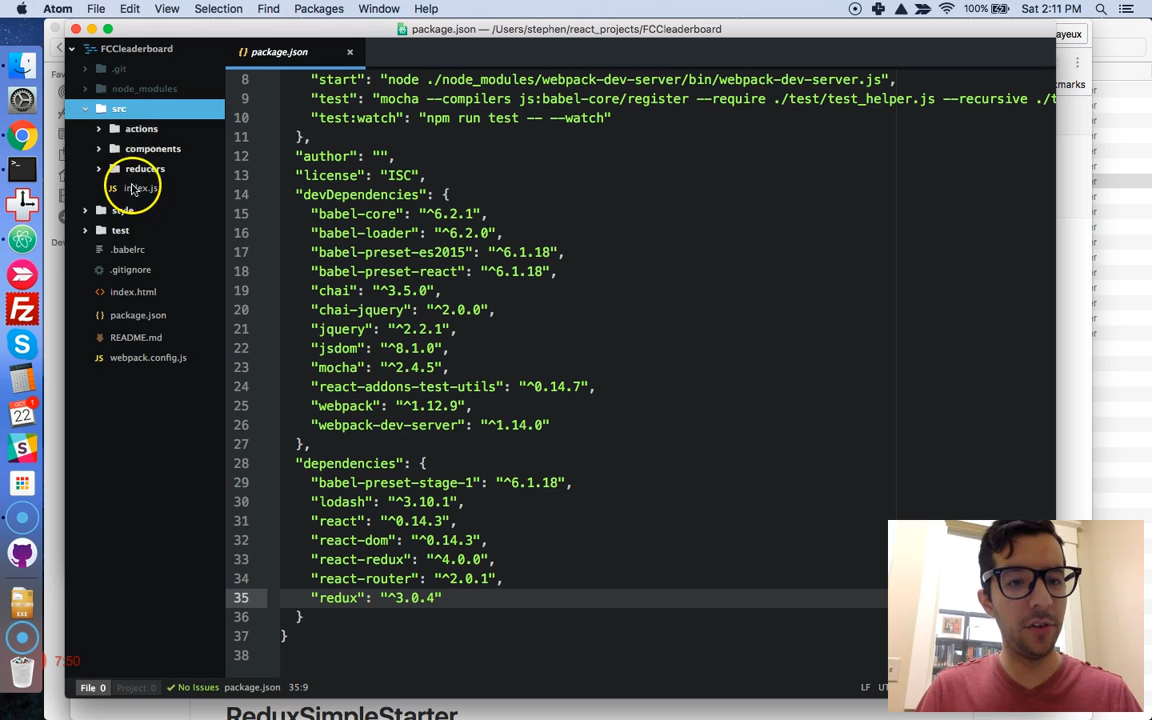 Atom File Edit View Selection Find Packages Window Help 100% Sat 2:11 PM
package.json — /Users/stephen/react_projects/FCCleaderboard
ayeux
kmarks
FCCleaderboard
.git
node_modules
src
actions
components
reducers
index.js
style
test
.babelrc
.gitignore
index.html
package.json
README.md
webpack.config.js
package.json
8 "start": "node ./node_modules/webpack-dev-server/bin/webpack-dev-server.js",
9 "test": "mocha --compilers js:babel-core/register --require ./test/test_helper.js --recursive ./t
10 "test:watch": "npm run test -- --watch"
11 },
12 "author": "",
13 "license": "ISC",
14 "devDependencies": {
15 "babel-core": "^6.2.1",
16 "babel-loader": "^6.2.0",
17 "babel-preset-es2015": "^6.1.18",
18 "babel-preset-react": "^6.1.18",
19 "chai": "^3.5.0",
20 "chai-jquery": "^2.0.0",
21 "jquery": "^2.2.1",
22 "jsdom": "^8.1.0",
23 "mocha": "^2.4.5",
24 "react-addons-test-utils": "^0.14.7",
25 "webpack": "^1.12.9",
26 "webpack-dev-server": "^1.14.0"
27 },
28 "dependencies": {
29 "babel-preset-stage-1": "^6.1.18",
30 "lodash": "^3.10.1",
31 "react": "^0.14.3",
32 "react-dom": "^0.14.3",
33 "react-redux": "^4.0.0",
34 "react-router": "^2.0.1",
35 "redux": "^3.0.4"
36 }
37 }
38
7:50
File 0 Project 0 No Issues package.json 35:9 LF UT
ReduxSimpleStarter